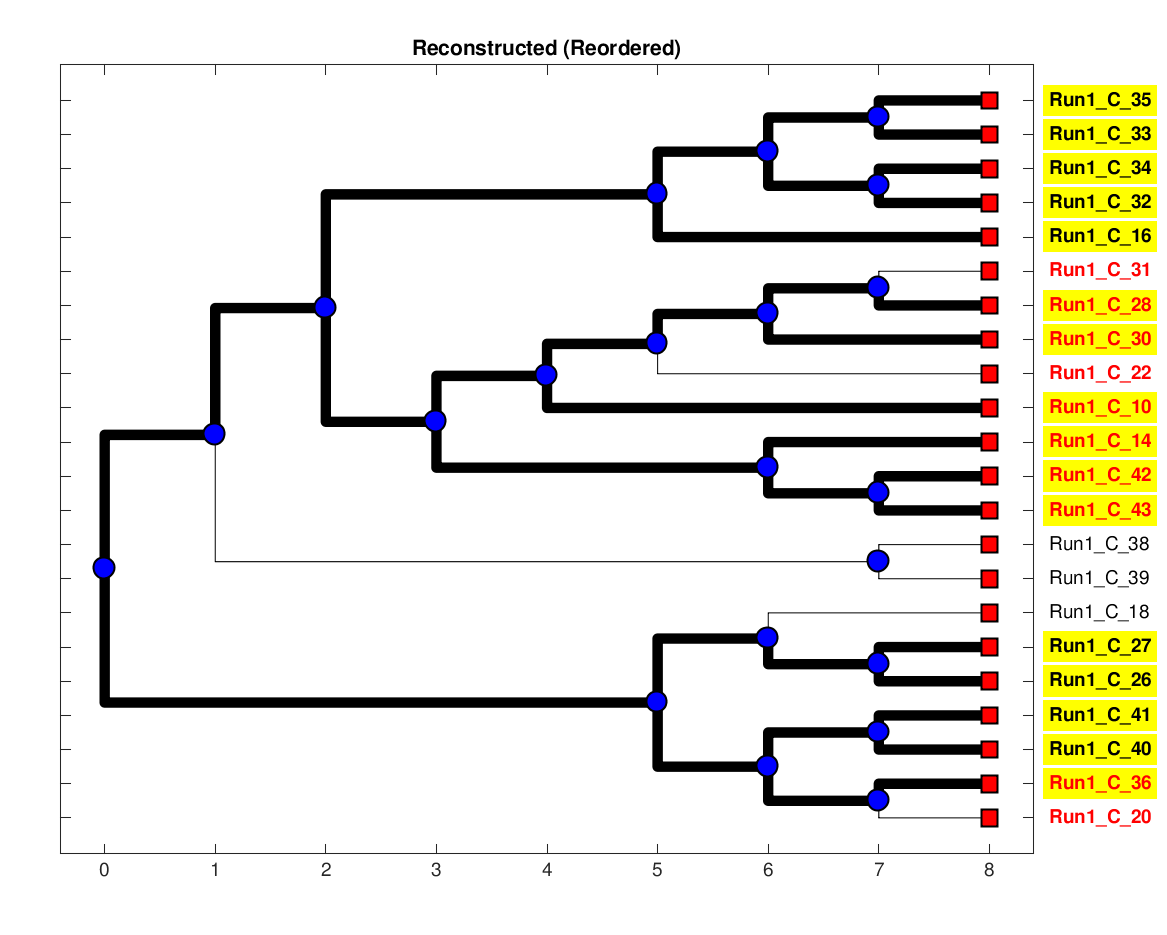 Reconstructed (Reordered)
Run1_C_35
Run1_C_33
Run1_C_34
Run1_C_32
Run1_C_16
Run1_C_31
Run1_C_28
Run1_C_30
Run1_C_22
Run1_C_10
Run1_C_14
Run1_C_42
Run1_C_43
Run1_C_38
Run1_C_39
Run1_C_18
Run1_C_27
Run1_C_26
Run1_C_41
Run1_C_40
Run1_C_36
Run1_C_20
0 1 2 3 4 5 6 7 8